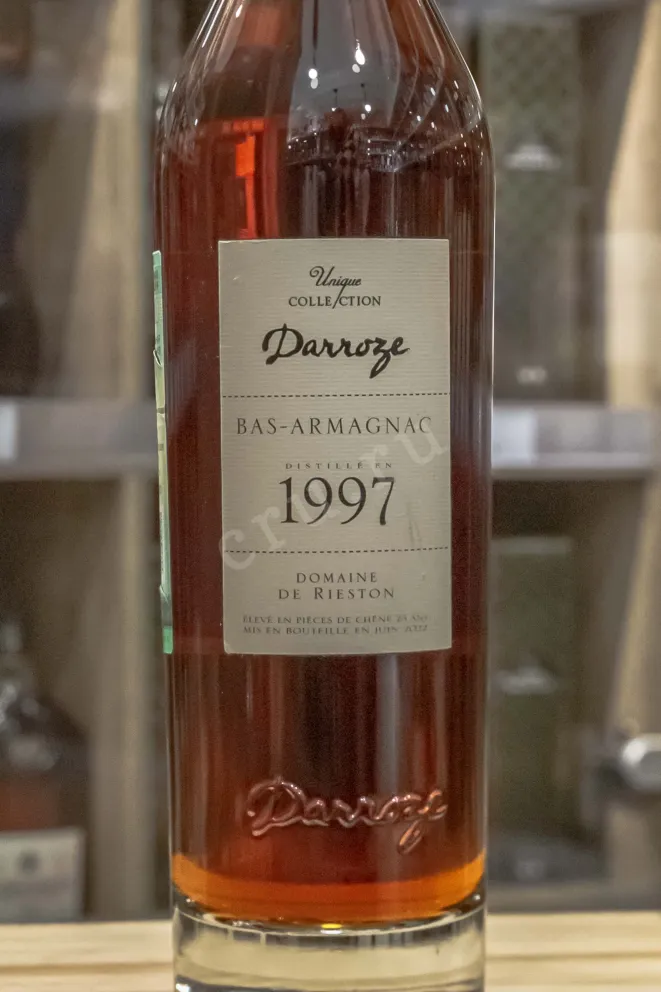 Unique
COLLECTION
Darroze
BAS-ARMAGNAC
DISTILLÉ EN
1997
DOMAINE
DE RIESTON
ÉLEVÉ EN PIÈCES DE CHÊNE ANS
MIS EN BOUTEILLE EN JUIN
Darroze